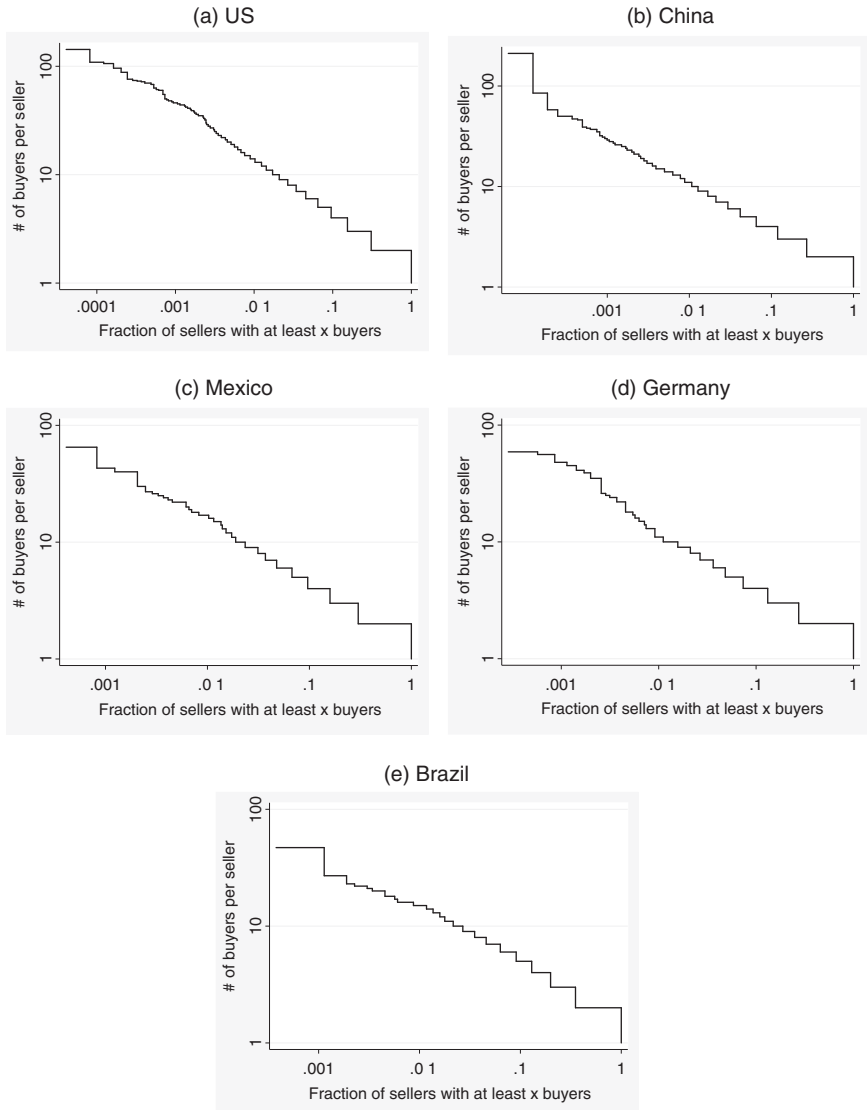 (a) US
# of buyers per seller
100
10
1
.0001 .001 .0 1 .1 1
Fraction of sellers with at least x buyers
(b) China
# of buyers per seller
100
10
1
.001 .0 1 .1 1
Fraction of sellers with at least x buyers
(c) Mexico
# of buyers per seller
100
10
1
.001 .0 1 .1 1
Fraction of sellers with at least x buyers
(d) Germany
# of buyers per seller
100
10
1
.001 .0 1 .1 1
Fraction of sellers with at least x buyers
(e) Brazil
# of buyers per seller
100
10
1
.001 .0 1 .1 1
Fraction of sellers with at least x buyers